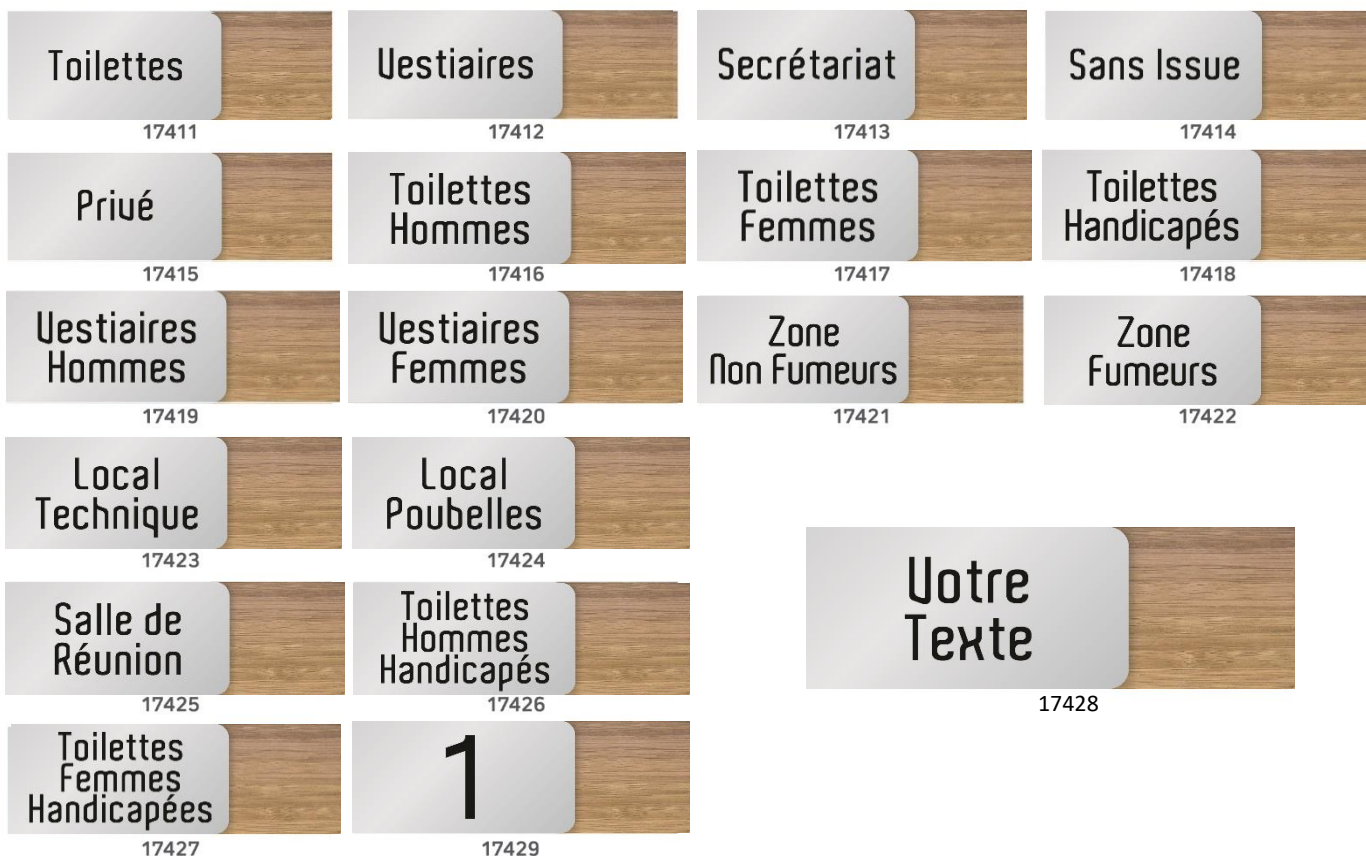 Toilettes
17411
Vestiaires
17412
Secrétariat
17413
Sans Issue
17414
Privé
17415
Toilettes
Hommes
17416
Toilettes
Femmes
17417
Toilettes
Handicapés
17418
Vestiaires
Hommes
17419
Vestiaires
Femmes
17420
Zone
Non Fumeurs
17421
Zone
Fumeurs
17422
Local
Technique
17423
Local
Poubelles
17424
Salle de
Réunion
17425
Toilettes
Hommes
Handicapés
17426
Votre
Texte
17428
Toilettes
Femmes
Handicapées
17427
1
17429